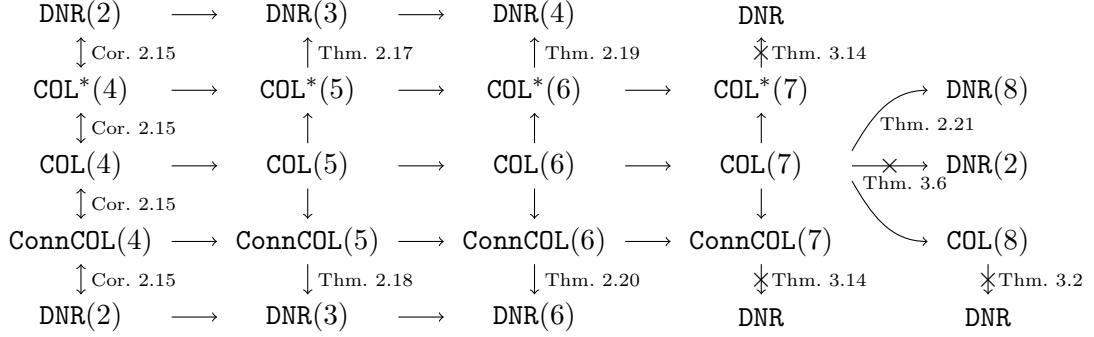 DNR(2) DNR(3) DNR(4) DNR
Cor. 2.15 Thm. 2.17 Thm. 2.19 Thm. 3.14
COL*(4) COL*(5) COL*(6) COL*(7) DNR(8)
Cor. 2.15 Thm. 2.21
COL(4) COL(5) COL(6) COL(7) DNR(2)
Thm. 3.6
Cor. 2.15
ConnCOL(4) ConnCOL(5) ConnCOL(6) ConnCOL(7) COL(8)
Cor. 2.15 Thm. 2.18 Thm. 2.20 Thm. 3.14 Thm. 3.2
DNR(2) DNR(3) DNR(6) DNR DNR